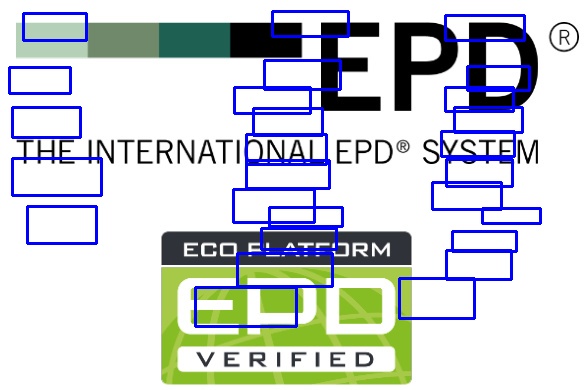 EPD®
THE INTERNATIONAL EPD® SYSTEM
ECO PLATFORM
EPD
VERIFIED